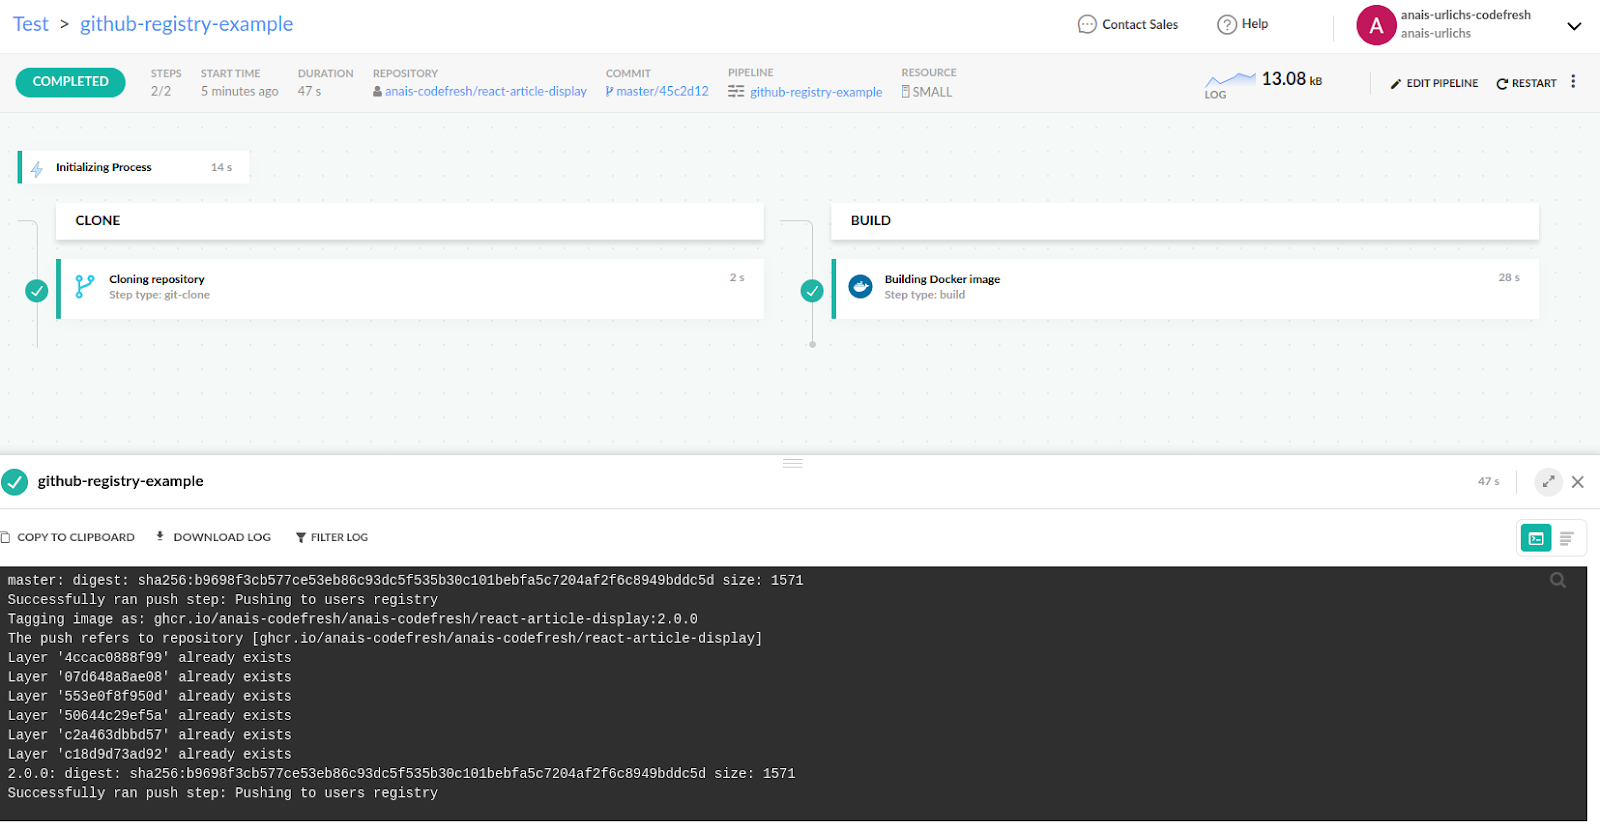 Test > github-registry-example
Contact Sales
Help
A
anais-urlichs-codefresh
anais-urlichs
COMPLETED
STEPS
2/2
START TIME
5 minutes ago
DURATION
47 s
REPOSITORY
anais-codefresh/react-article-display
COMMIT
master/45c2d12
PIPELINE
github-registry-example
RESOURCE
SMALL
LOG
13.08 kB
EDIT PIPELINE
RESTART
Initializing Process 14 s
CLONE
Cloning repository 2 s
Step type: git-clone
BUILD
Building Docker image 28 s
Step type: build
github-registry-example 47 s
COPY TO CLIPBOARD DOWNLOAD LOG FILTER LOG
master: digest: sha256:b9698f3cb577ce53eb86c93dc5f535b30c101bebfa5c7204af2f6c8949bddc5d size: 1571
Successfully ran push step: Pushing to users registry
Tagging image as: ghcr.io/anais-codefresh/anais-codefresh/react-article-display:2.0.0
The push refers to repository [ghcr.io/anais-codefresh/anais-codefresh/react-article-display]
Layer '4ccac0888f99' already exists
Layer '07d648a8ae08' already exists
Layer '553e0f8f950d' already exists
Layer '50644c29ef5a' already exists
Layer 'c2a463dbbd57' already exists
Layer 'c18d9d73ad92' already exists
2.0.0: digest: sha256:b9698f3cb577ce53eb86c93dc5f535b30c101bebfa5c7204af2f6c8949bddc5d size: 1571
Successfully ran push step: Pushing to users registry